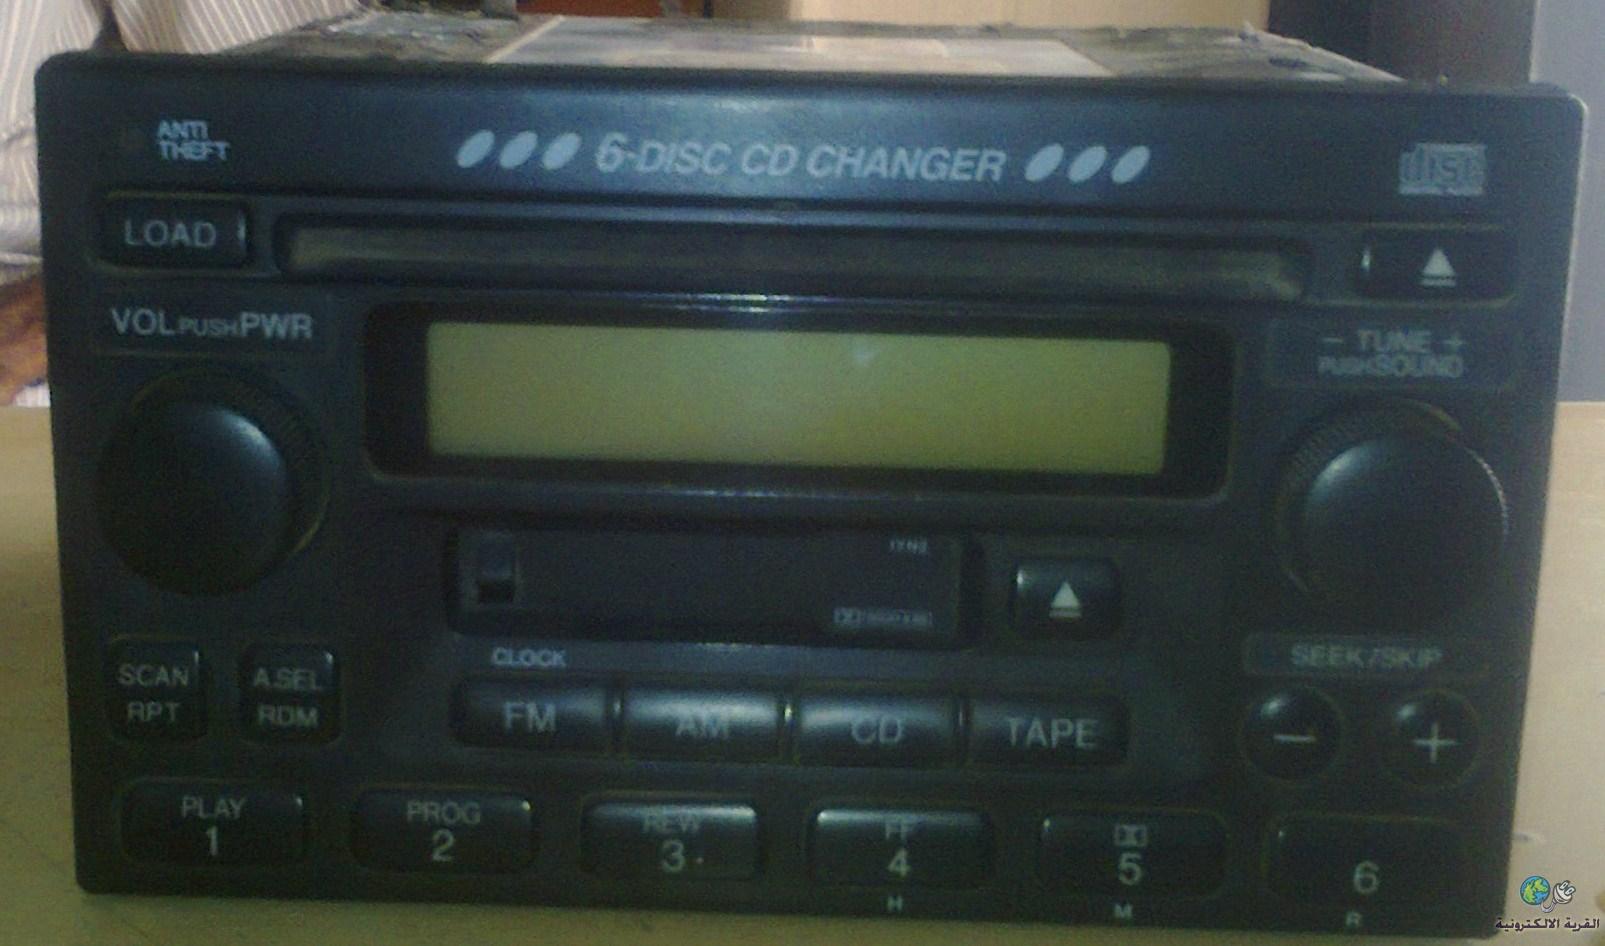 ANTI
THEFT
6-DISC CD CHANGER
disc
LOAD
VOL PUSH PWR
− TUNE +
PUSH SOUND
CLOCK
SEEK/SKIP
SCAN
RPT
A.SEL
RDM
FM AM CD TAPE
− +
PLAY
1
PROG
2
REW
3
FF
4
5
6
H M R
القرية الالكترونية